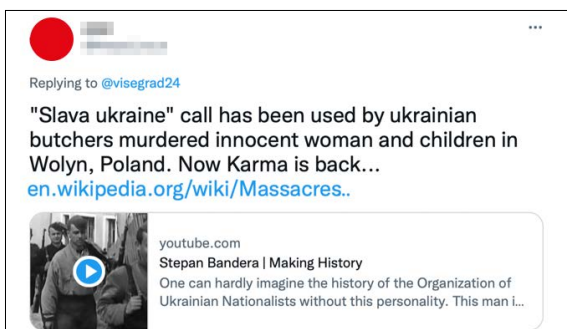 Replying to @visegrad24
"Slava ukraine" call has been used by ukrainian
butchers murdered innocent woman and children in
Wolyn, Poland. Now Karma is back...
en.wikipedia.org/wiki/Massacres..
youtube.com
Stepan Bandera | Making History
One can hardly imagine the history of the Organization of
Ukrainian Nationalists without this personality. This man i...